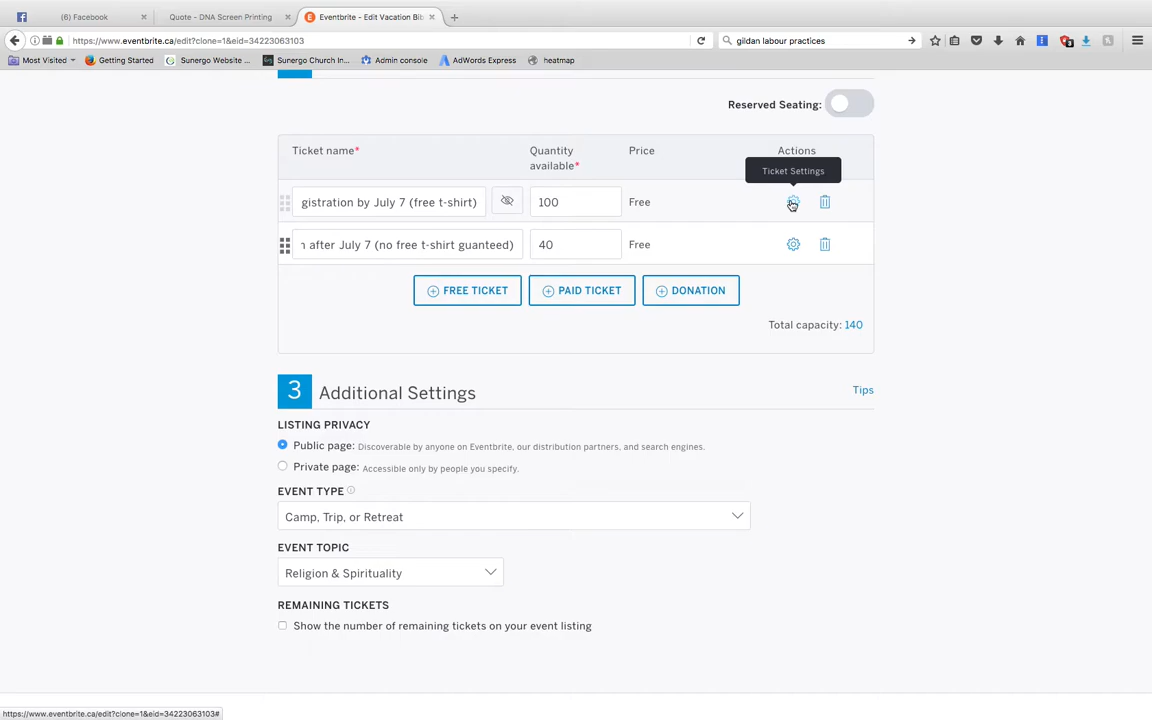 (6) Facebook
Quote - DNA Screen Printing
Eventbrite - Edit Vacation Bib
https://www.eventbrite.ca/edit?clone=1&eid=34223063103
gildan labour practices
3
Most Visited
Getting Started
Sunergo Website ...
Sunergo Church In...
Admin console
AdWords Express
heatmap
Reserved Seating:
Ticket name*
Quantity available*
Price
Actions
Ticket Settings
gistration by July 7 (free t-shirt)
100
Free
n after July 7 (no free t-shirt guanteed)
40
Free
FREE TICKET
PAID TICKET
DONATION
Total capacity: 140
3 Additional Settings
Tips
LISTING PRIVACY
Public page: Discoverable by anyone on Eventbrite, our distribution partners, and search engines.
Private page: Accessible only by people you specify.
EVENT TYPE
Camp, Trip, or Retreat
EVENT TOPIC
Religion & Spirituality
REMAINING TICKETS
Show the number of remaining tickets on your event listing
https://www.eventbrite.ca/edit?clone=1&eid=34223063103#